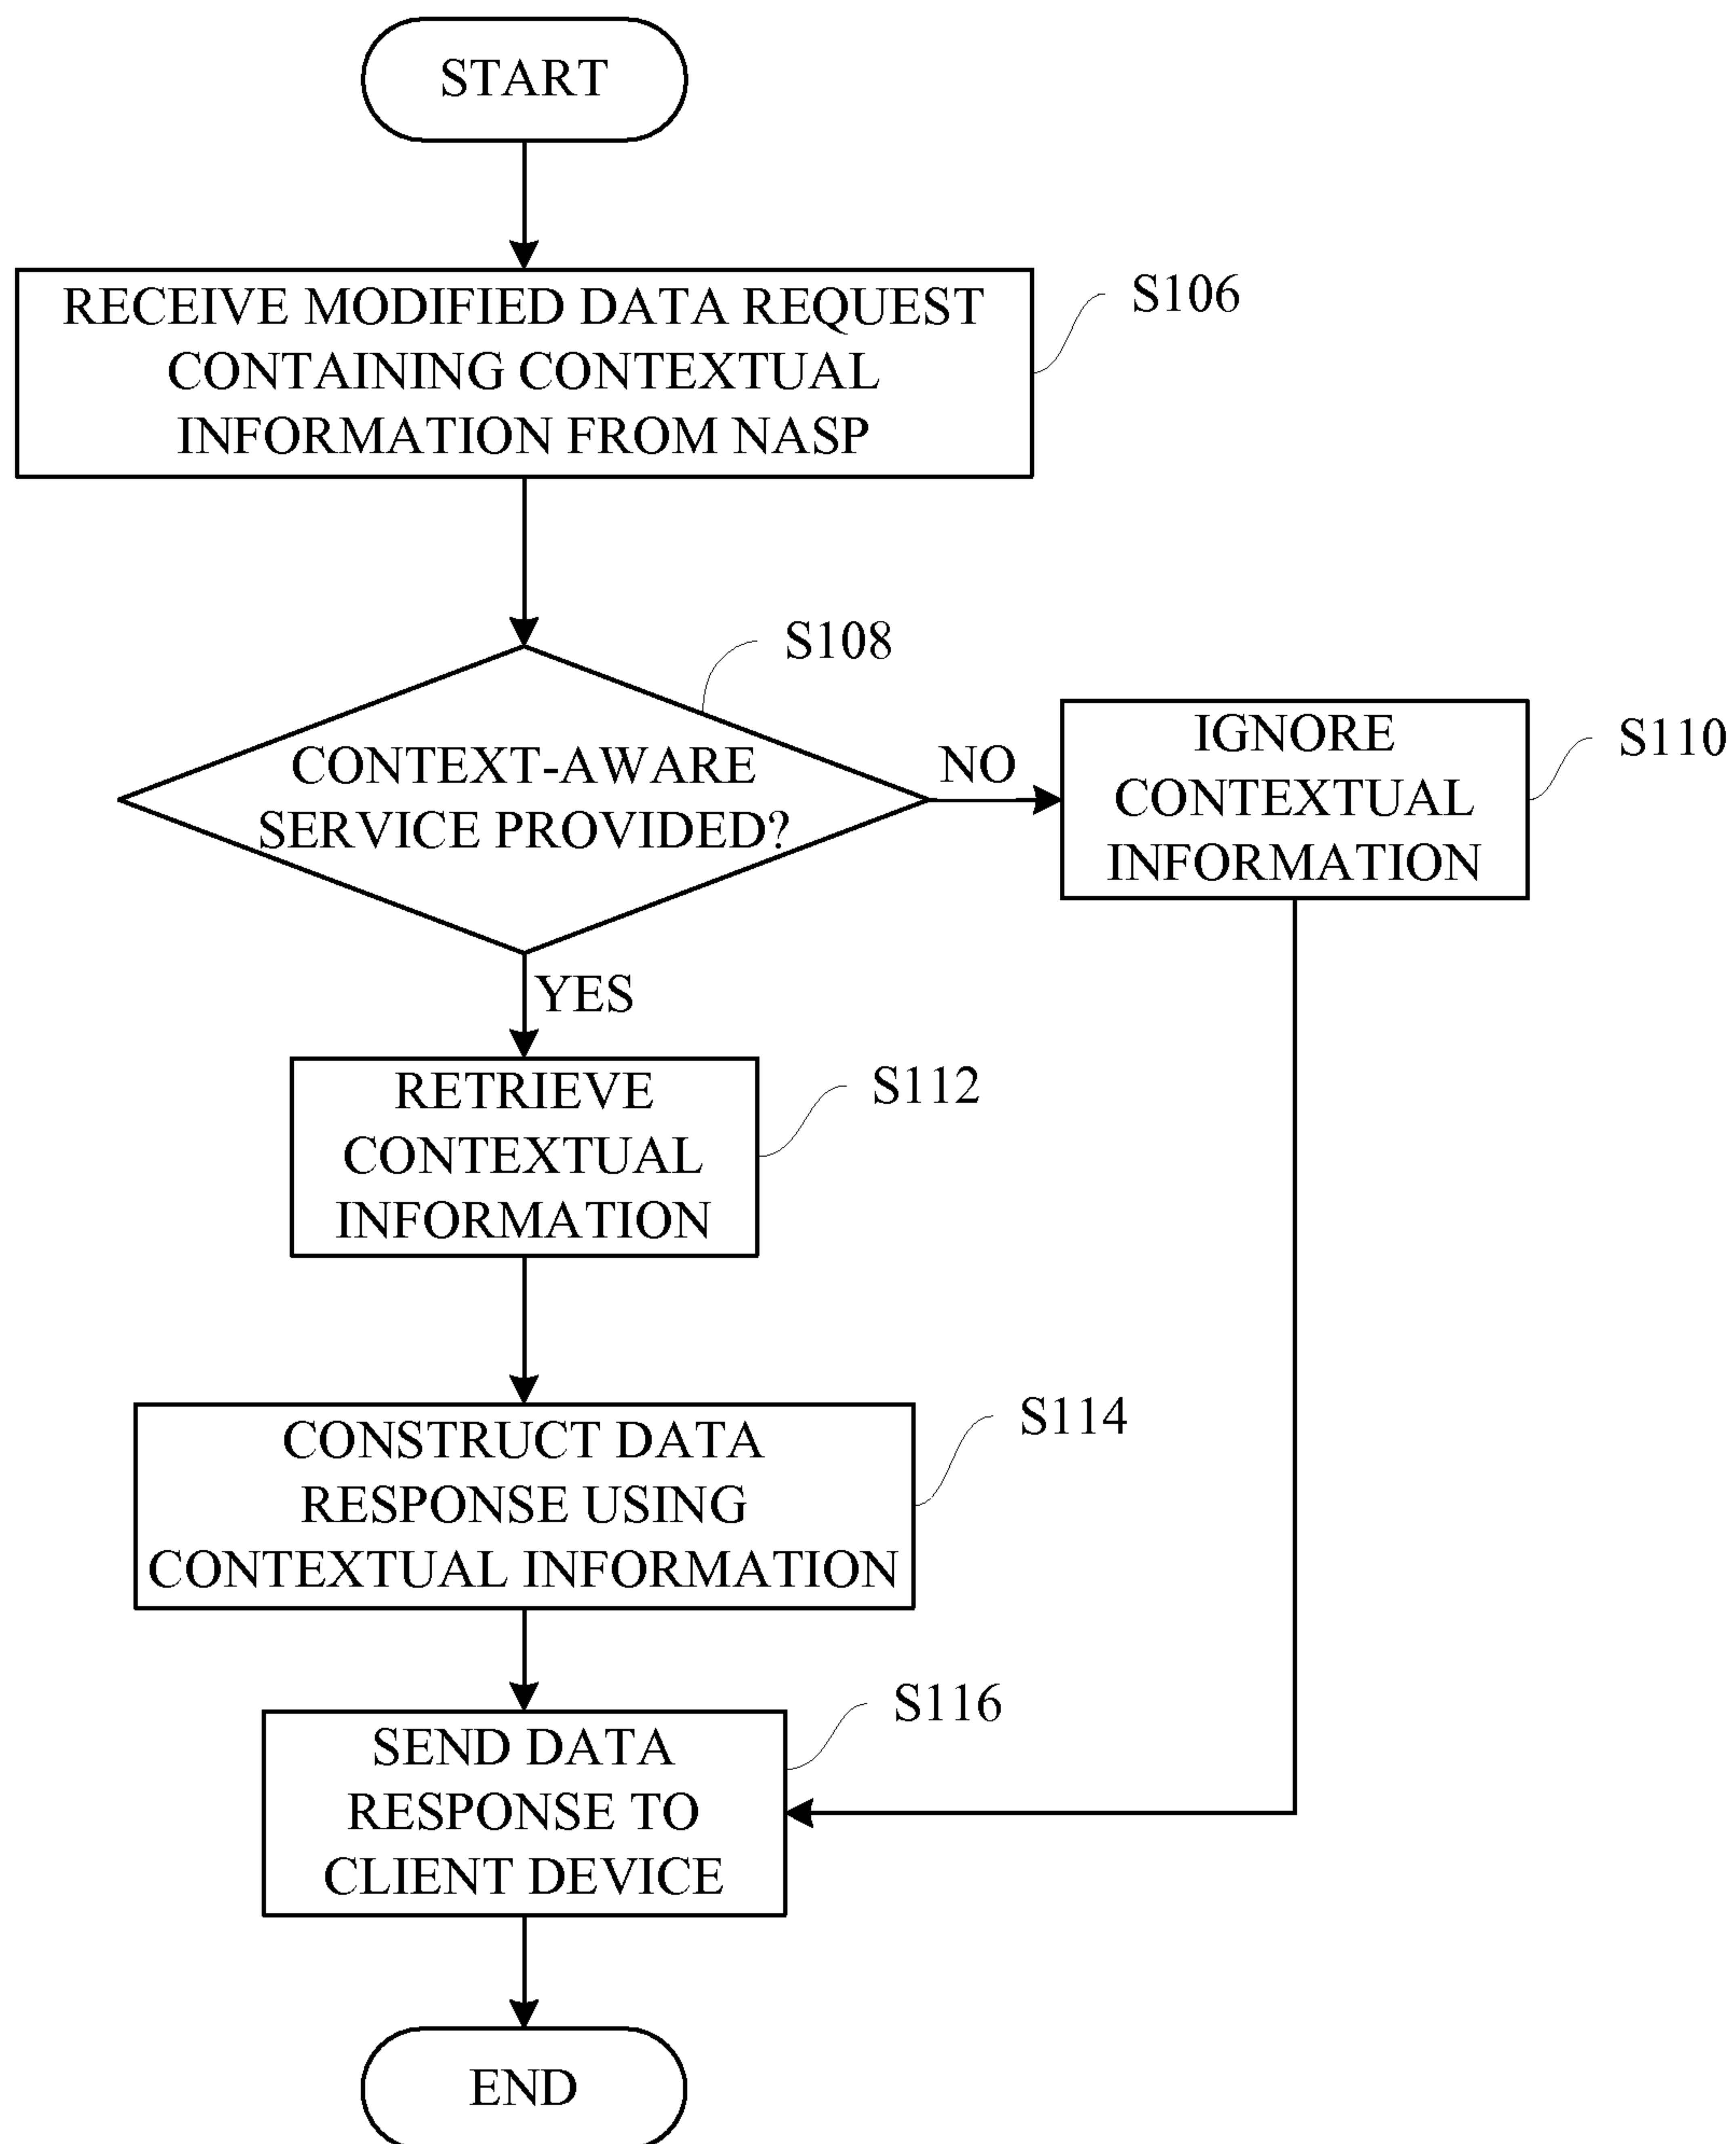 START
RECEIVE MODIFIED DATA REQUEST
CONTAINING CONTEXTUAL
INFORMATION FROM NASP
S106
S108
CONTEXT-AWARE
SERVICE PROVIDED?
NO
IGNORE
CONTEXTUAL
INFORMATION
S110
YES
RETRIEVE
CONTEXTUAL
INFORMATION
S112
CONSTRUCT DATA
RESPONSE USING
CONTEXTUAL INFORMATION
S114
SEND DATA
RESPONSE TO
CLIENT DEVICE
S116
END